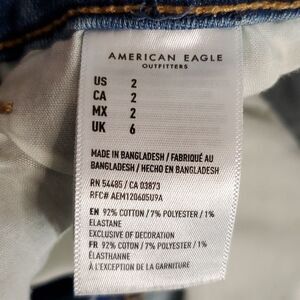 AMERICAN EAGLE
OUTFITTERS
US 2
CA 2
MX 2
UK 6
MADE IN BANGLADESH / FABRIQUÉ AU
BANGLADESH / HECHO EN BANGLADESH
RN 54485 / CA 03873
RFC# AEM120605U9A
EN 92% COTTON / 7% POLYESTER / 1%
ELASTANE
EXCLUSIVE OF DECORATION
FR 92% COTON / 7% POLYESTER / 1%
ÉLASTHANNE
À L'EXCEPTION DE LA GARNITURE